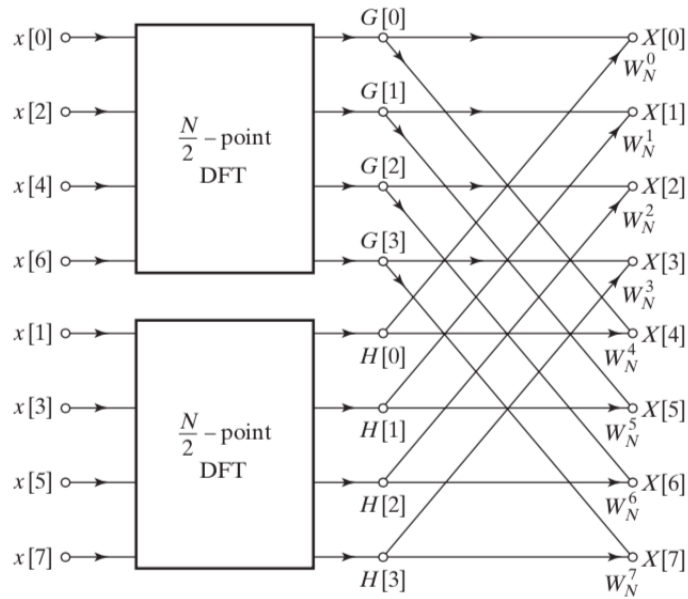 G[0]
x[0]
X[0]
W_N^0
G[1]
x[2]
X[1]
W_N^1
N/2 – point
DFT
G[2]
x[4]
X[2]
W_N^2
G[3]
x[6]
X[3]
W_N^3
x[1]
X[4]
H[0]
W_N^4
x[3]
X[5]
N/2 – point
DFT
H[1]
W_N^5
x[5]
X[6]
H[2]
W_N^6
x[7]
X[7]
H[3]
W_N^7